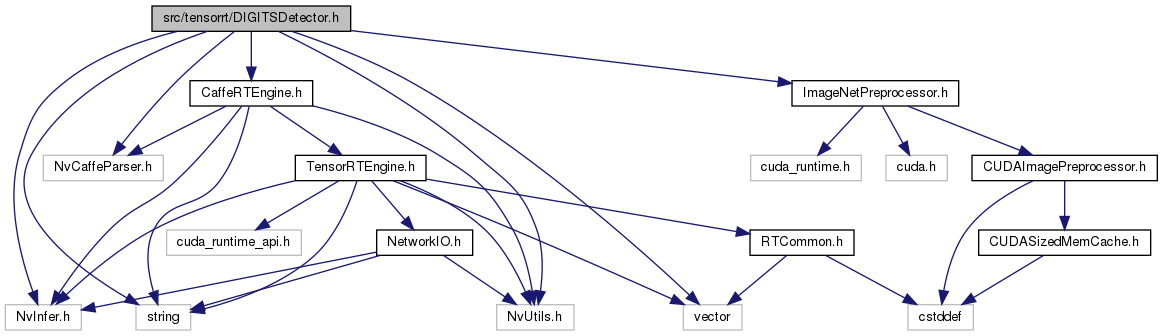 src/tensorrt/DIGITSDetector.h
CaffeRTEngine.h
ImageNetPreprocessor.h
NvCaffeParser.h
TensorRTEngine.h
cuda_runtime.h
cuda.h
CUDAImagePreprocessor.h
cuda_runtime_api.h
NetworkIO.h
RTCommon.h
CUDASizedMemCache.h
NvInfer.h
string
NvUtils.h
vector
cstddef